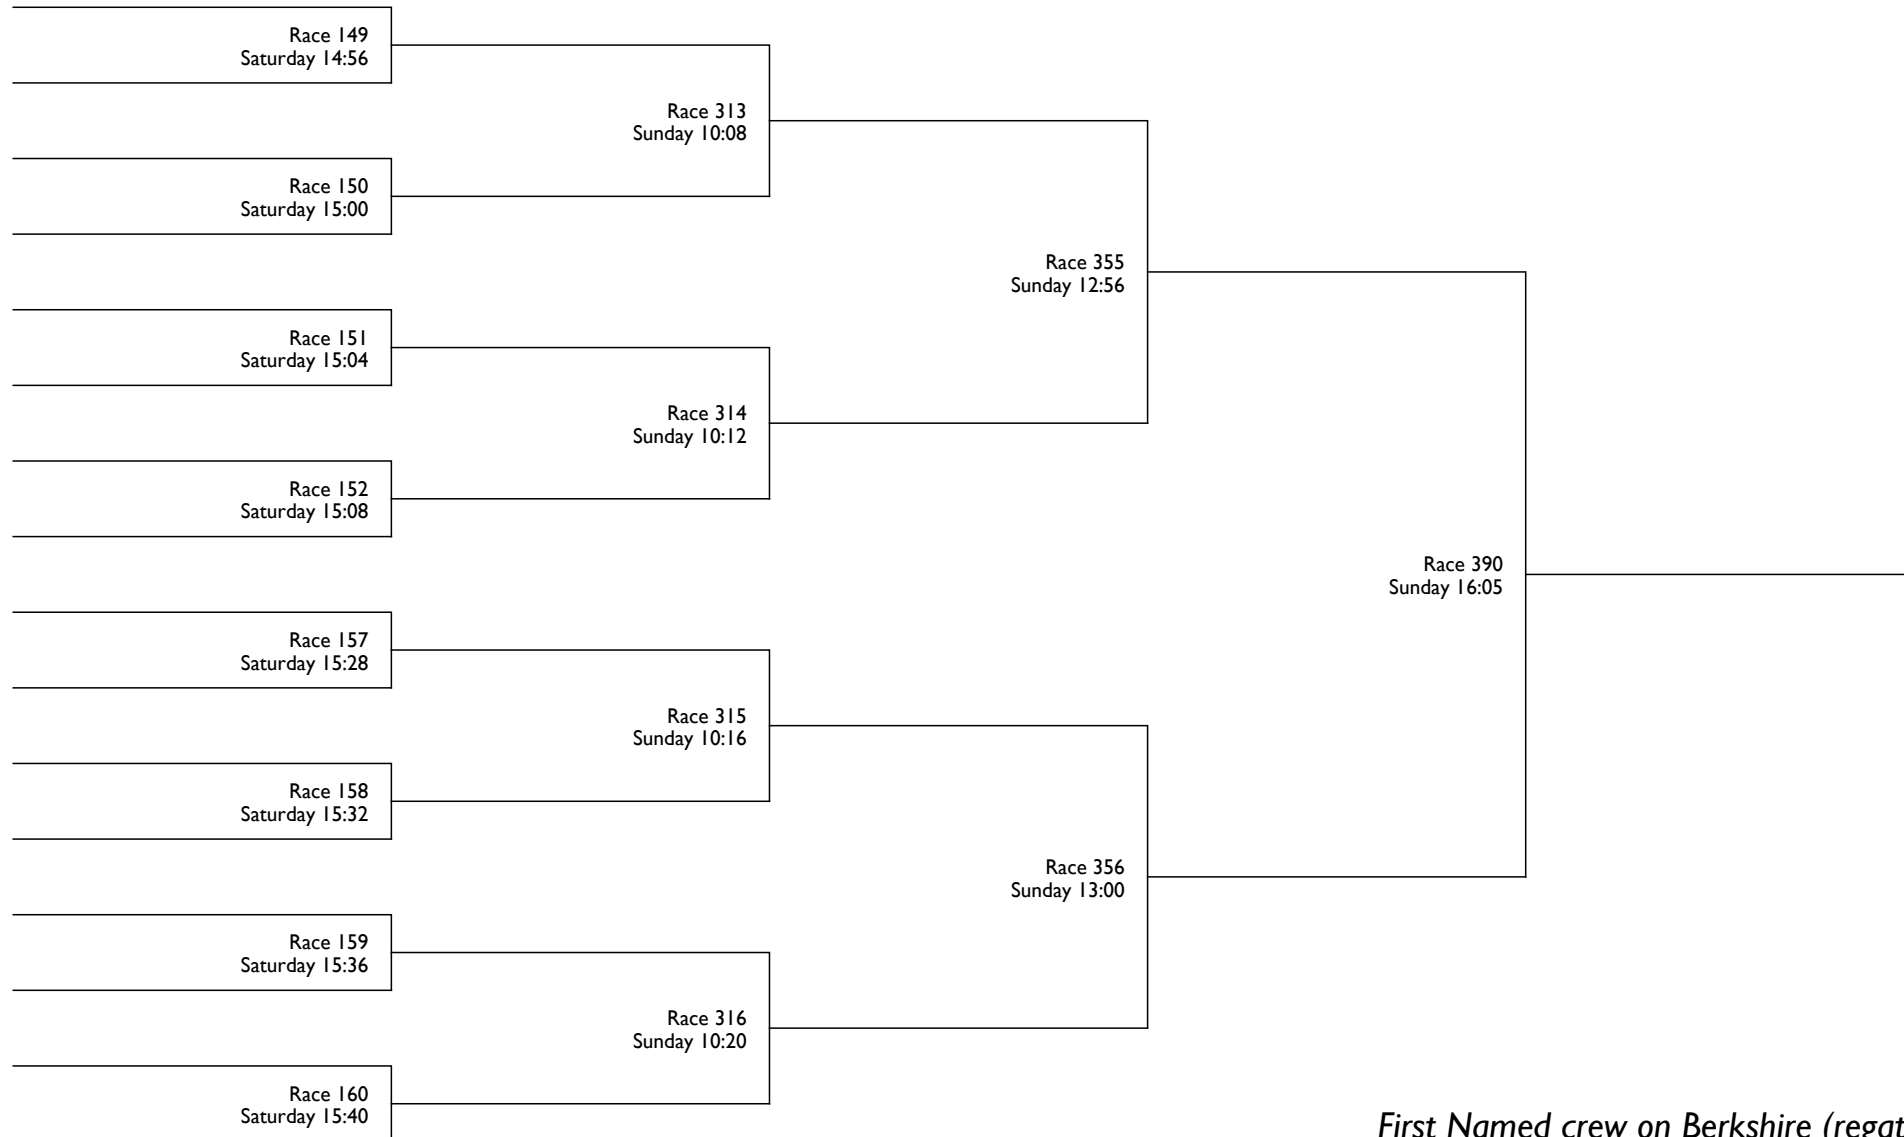 Race 149
Saturday 14:56
Race 313
Sunday 10:08
Race 150
Saturday 15:00
Race 355
Sunday 12:56
Race 151
Saturday 15:04
Race 314
Sunday 10:12
Race 152
Saturday 15:08
Race 390
Sunday 16:05
Race 157
Saturday 15:28
Race 315
Sunday 10:16
Race 158
Saturday 15:32
Race 356
Sunday 13:00
Race 159
Saturday 15:36
Race 316
Sunday 10:20
Race 160
Saturday 15:40
First Named crew on Berkshire (regat